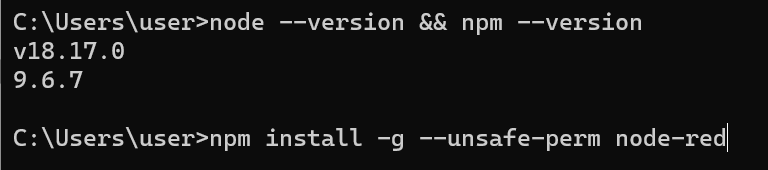 C:\Users\user>node --version && npm --version
v18.17.0
9.6.7
C:\Users\user>npm install -g --unsafe-perm node-red